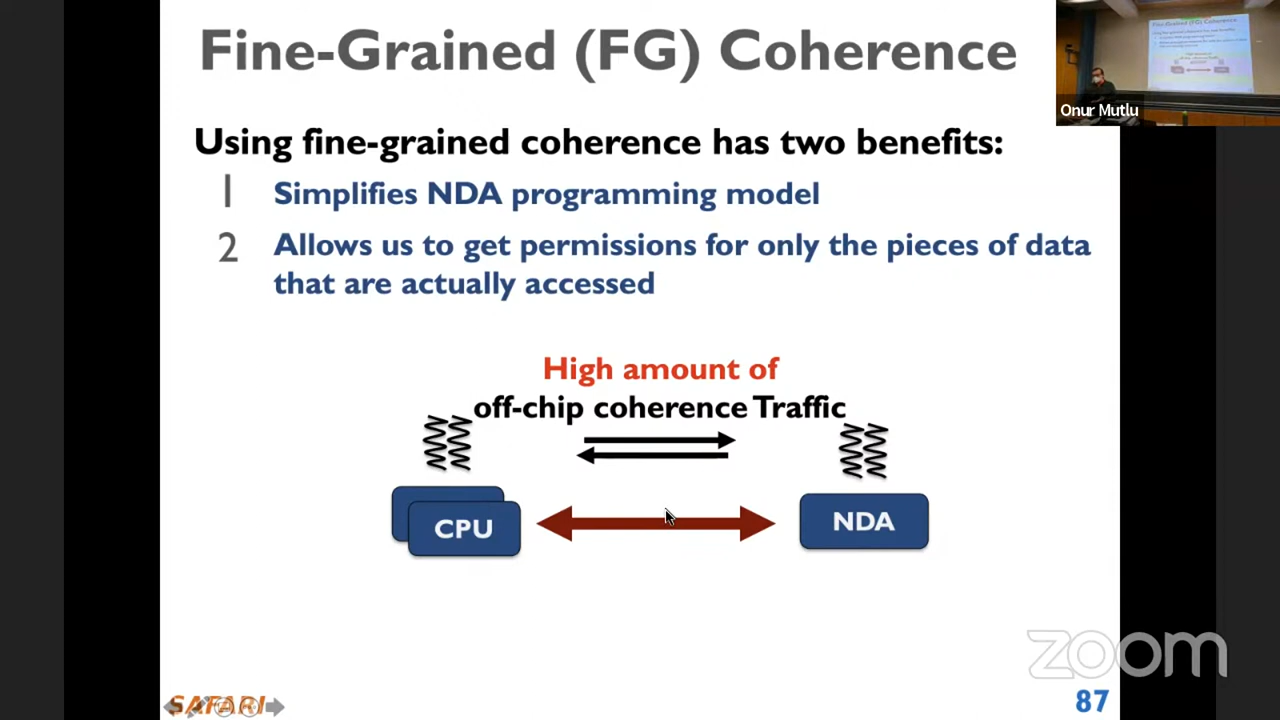 Fine-Grained (FG) Coherence
Onur Mutlu
Using fine-grained coherence has two benefits:
1 Simplifies NDA programming model
2 Allows us to get permissions for only the pieces of data
that are actually accessed
High amount of
off-chip coherence Traffic
CPU
NDA
zoom
SAFARI
87